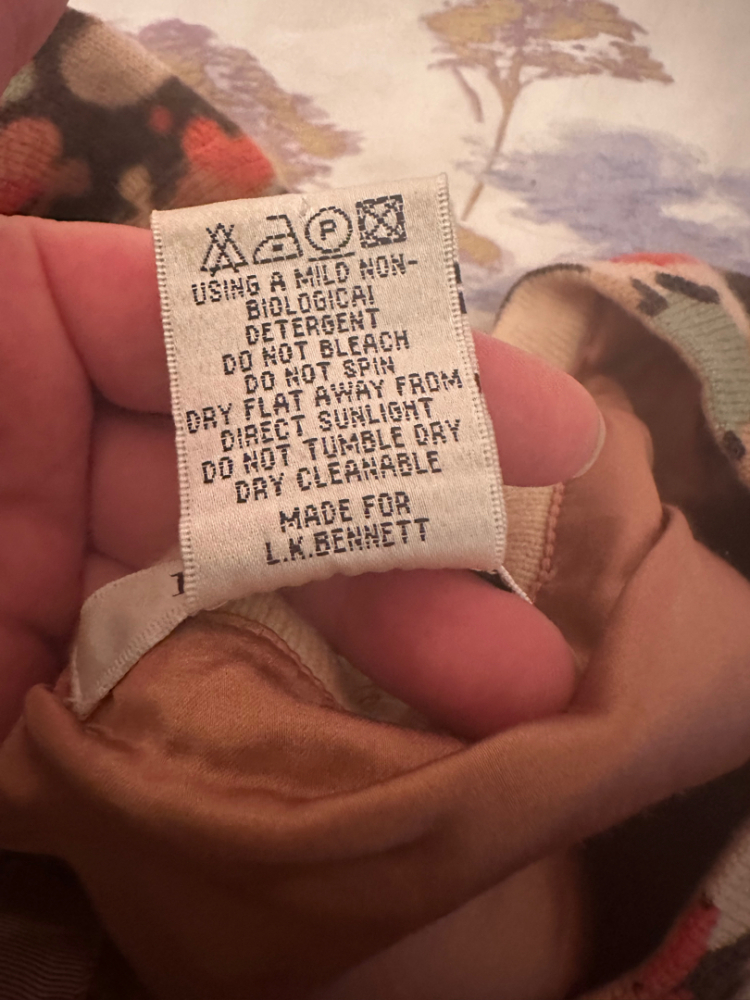 P
USING A MILD NON-
BIOLOGICAL
DETERGENT
DO NOT BLEACH
DO NOT SPIN
DRY FLAT AWAY FROM
DIRECT SUNLIGHT
DO NOT TUMBLE DRY
DRY CLEANABLE
MADE FOR
L.K.BENNETT